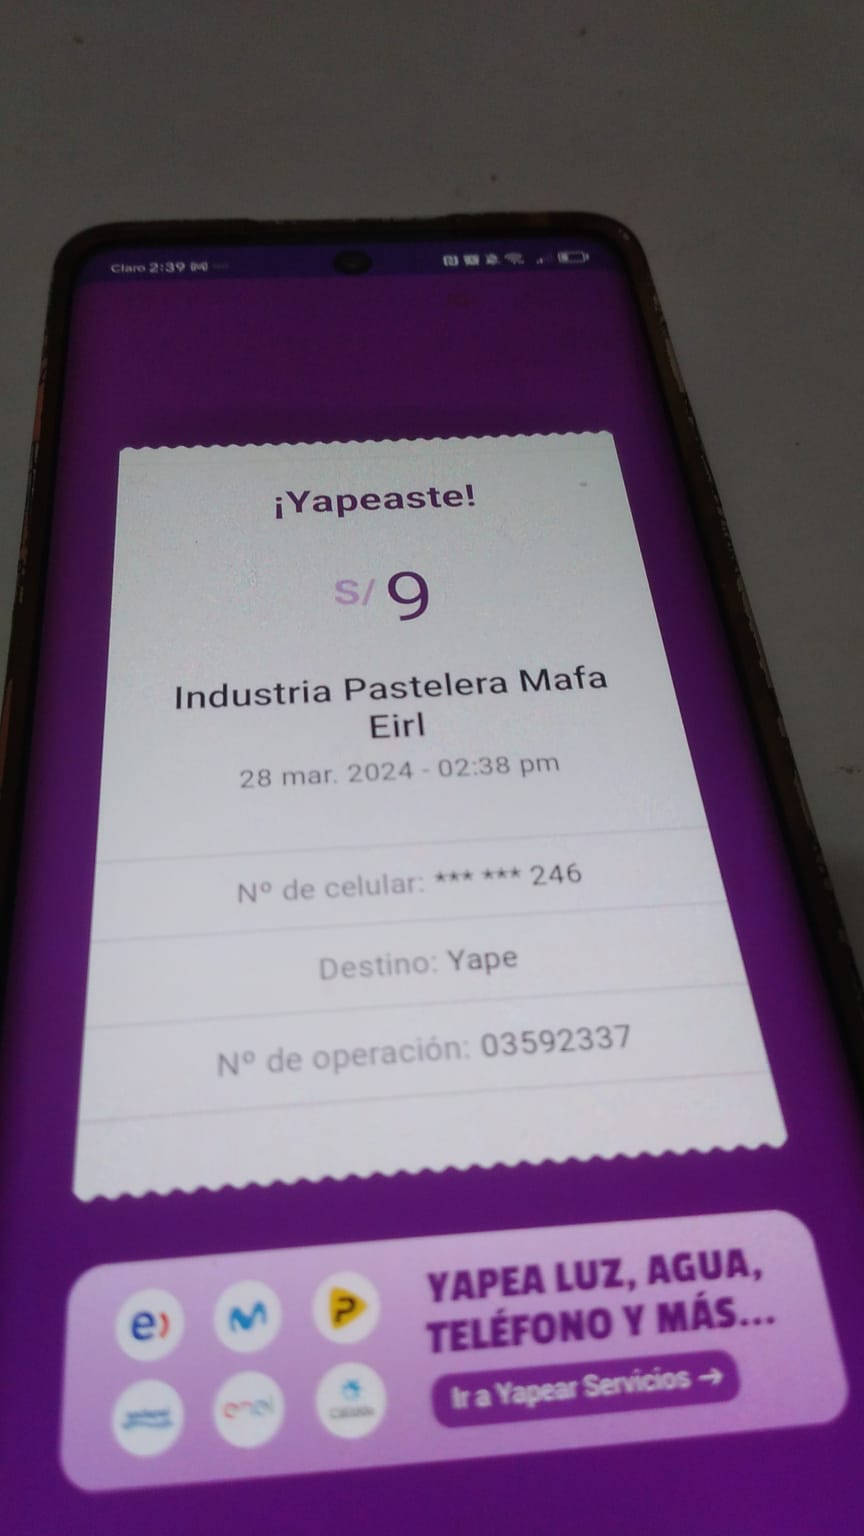 Claro 2:39
¡Yapeaste!
S/ 9
Industria Pastelera Mafa
Eirl
28 mar. 2024 - 02:38 pm
Nº de celular: *** *** 246
Destino: Yape
Nº de operación: 03592337
e)
P
enel
YAPEA LUZ, AGUA,
TELÉFONO Y MÁS...
Ir a Yapear Servicios →